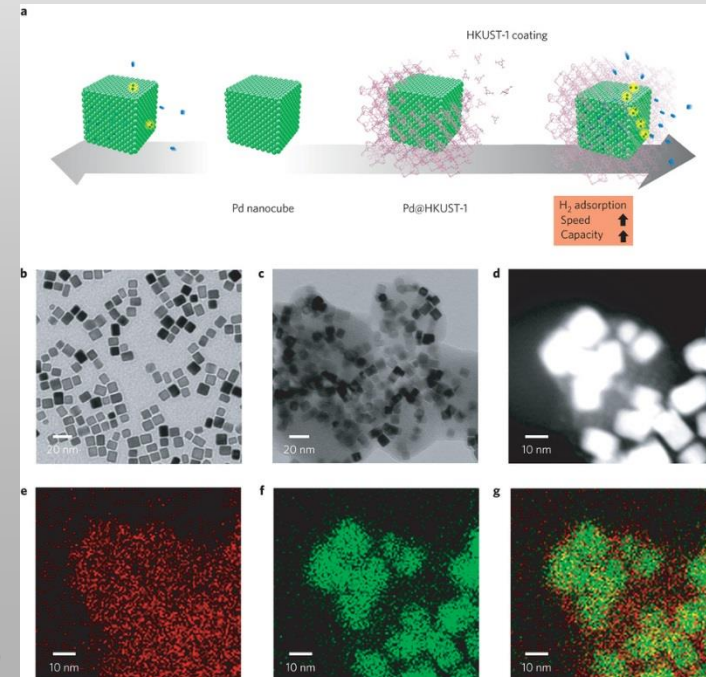 a
HKUST-1 coating
Pd nanocube
Pd@HKUST-1
H₂ adsorption
Speed
Capacity
b
c
d
20 nm
20 nm
10 nm
e
f
g
10 nm
10 nm
10 nm